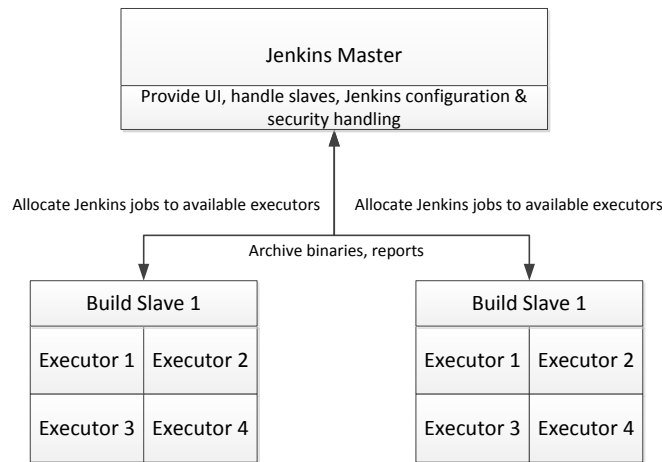 Jenkins Master
Provide UI, handle slaves, Jenkins configuration &
security handling
Allocate Jenkins jobs to available executors
Allocate Jenkins jobs to available executors
Archive binaries, reports
Build Slave 1
Executor 1
Executor 2
Executor 3
Executor 4
Build Slave 1
Executor 1
Executor 2
Executor 3
Executor 4